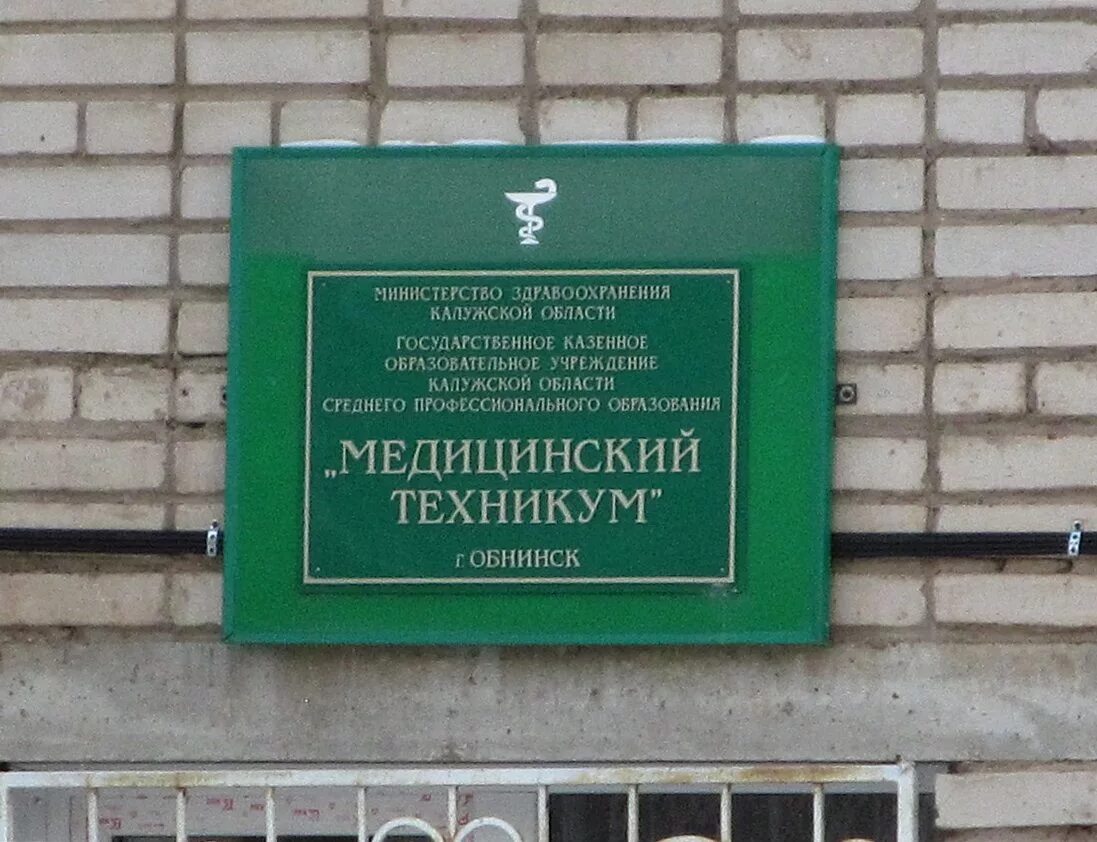 МИНИСТЕРСТВО ЗДРАВООХРАНЕНИЯ
КАЛУЖСКОЙ ОБЛАСТИ
ГОСУДАРСТВЕННОЕ КАЗЕННОЕ
ОБРАЗОВАТЕЛЬНОЕ УЧРЕЖДЕНИЕ
КАЛУЖСКОЙ ОБЛАСТИ
СРЕДНЕГО ПРОФЕССИОНАЛЬНОГО ОБРАЗОВАНИЯ
„МЕДИЦИНСКИЙ
ТЕХНИКУМ"
г. ОБНИНСК